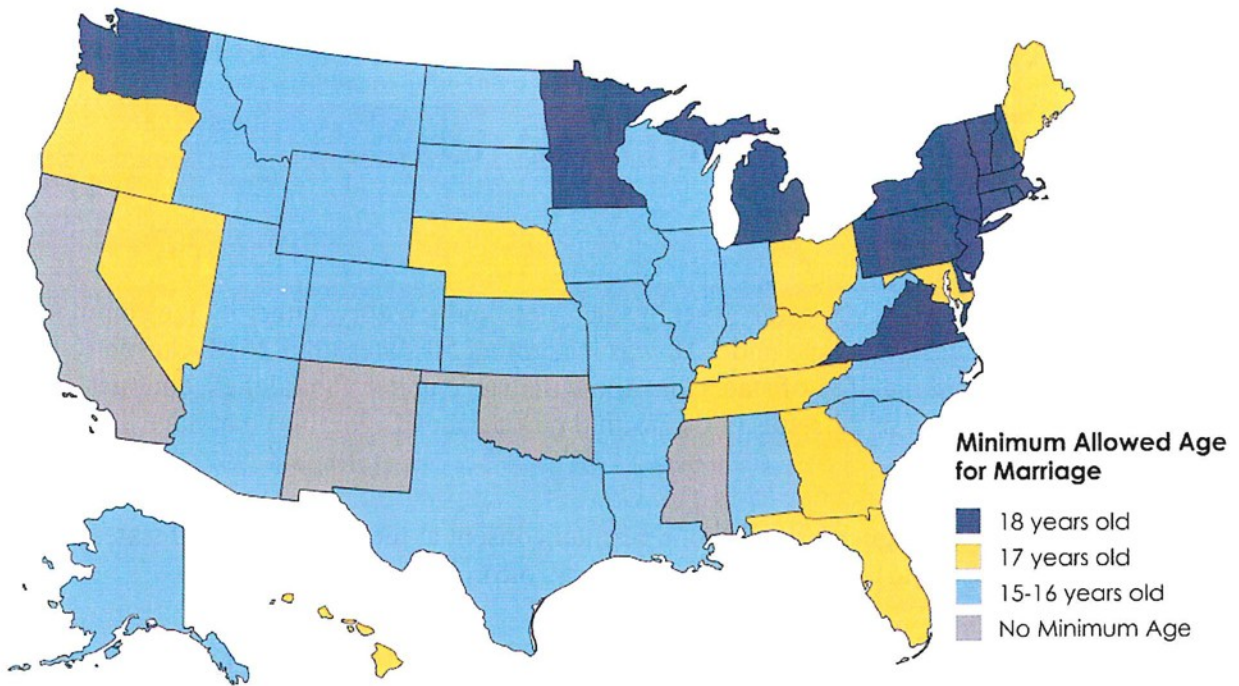 Minimum Allowed Age
for Marriage
18 years old
17 years old
15-16 years old
No Minimum Age